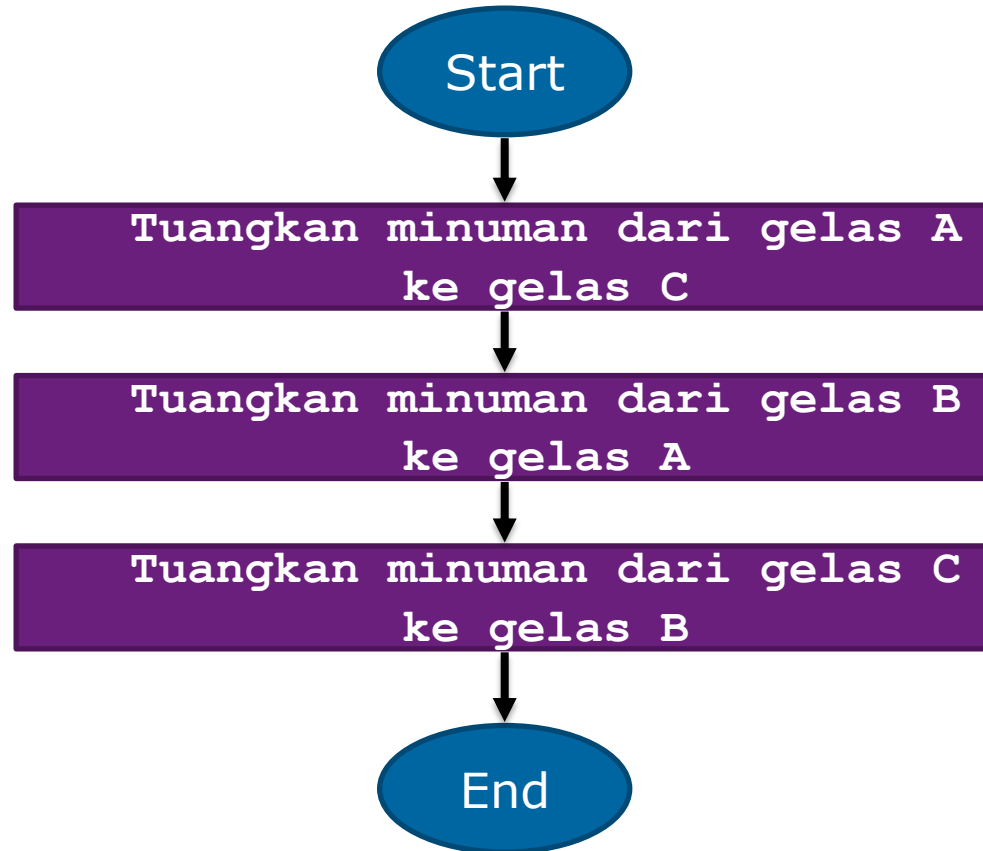 Start
Tuangkan minuman dari gelas A
ke gelas C
Tuangkan minuman dari gelas B
ke gelas A
Tuangkan minuman dari gelas C
ke gelas B
End